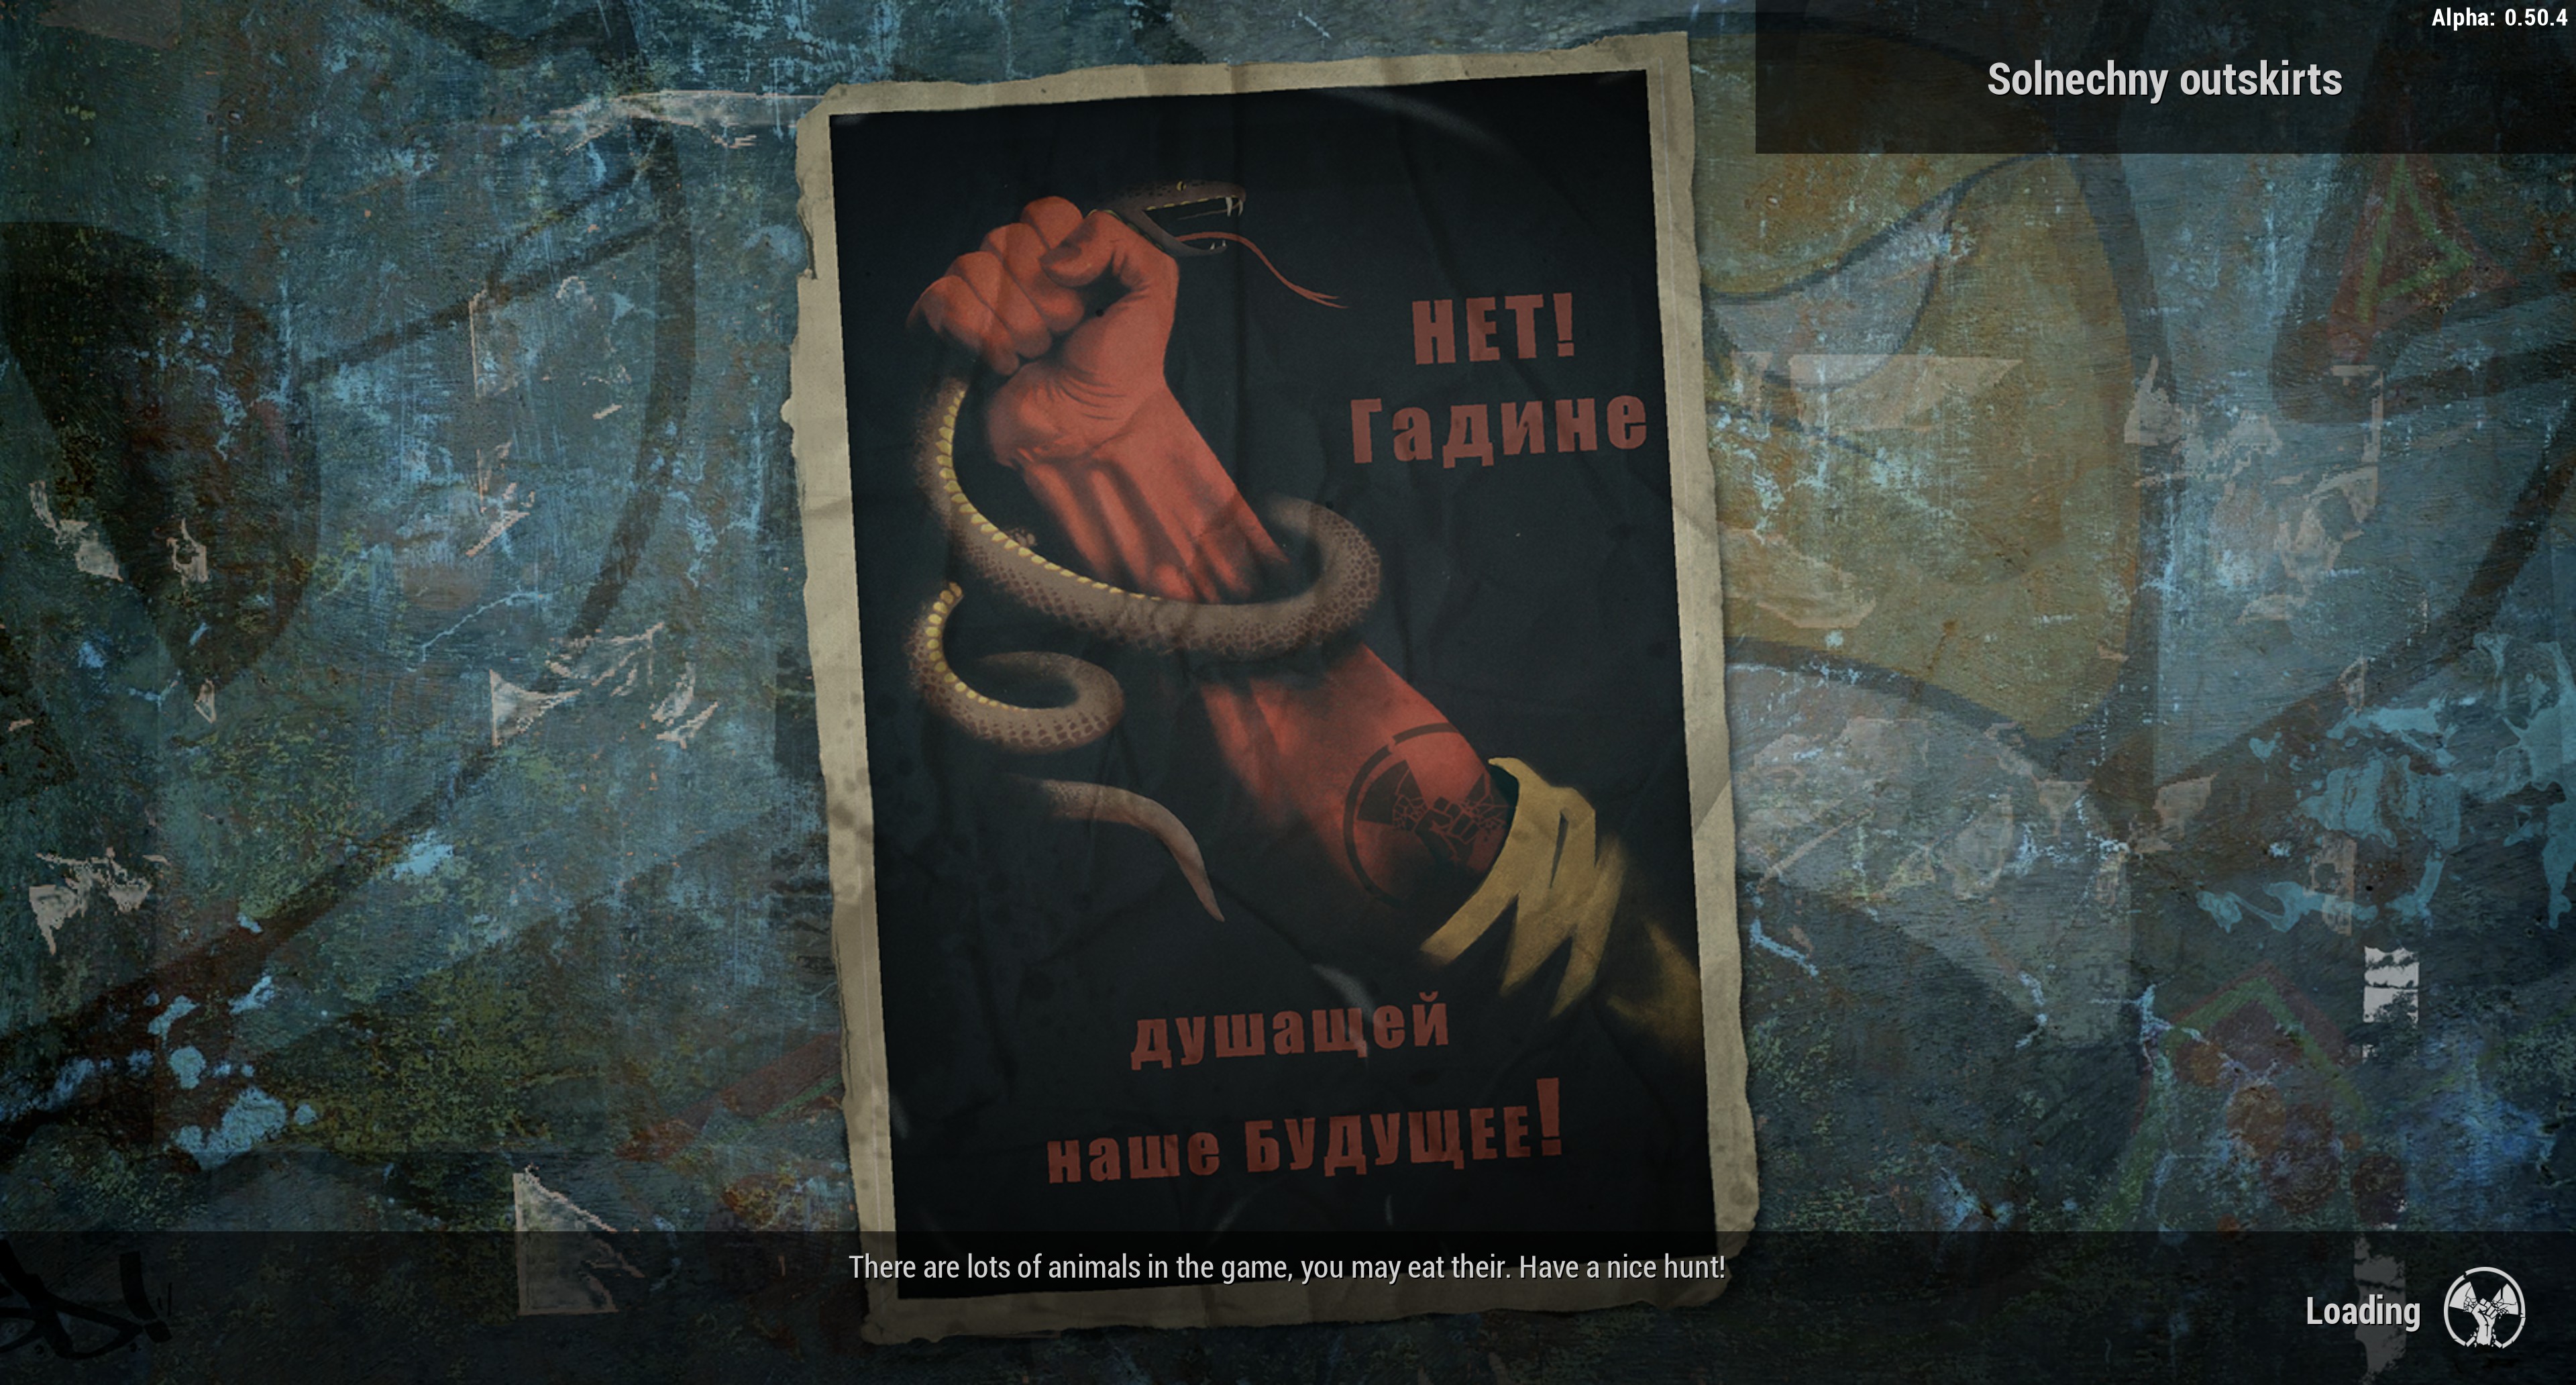 Alpha: 0.50.4
Solnechny outskirts
НЕТ!
Гадине
душащей
наше БУДУЩЕЕ!
There are lots of animals in the game, you may eat their. Have a nice hunt!
Loading